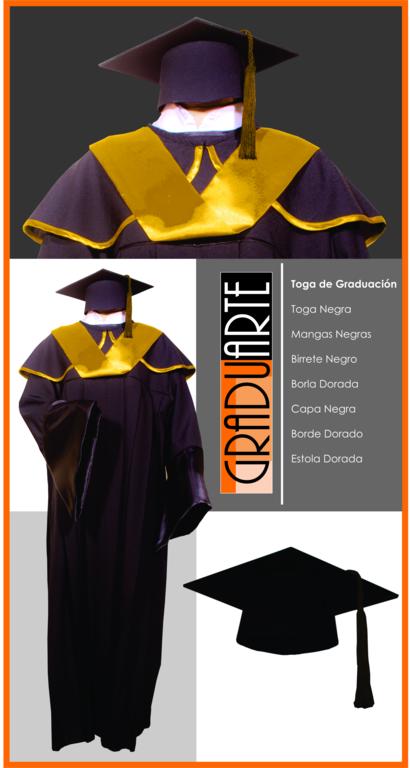 GRADUARTE
Toga de Graduación
Toga Negra
Mangas Negras
Birrete Negro
Borla Dorada
Capa Negra
Borde Dorado
Estola Dorada